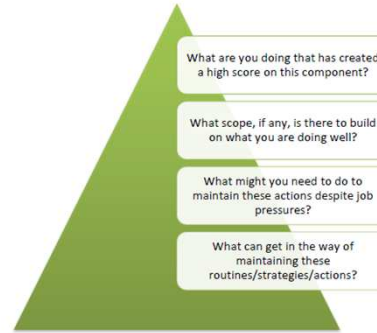 What are you doing that has created
a high score on this component?
What scope, if any, is there to build
on what you are doing well?
What might you need to do to
maintain these actions despite job
pressures?
What can get in the way of
maintaining these
routines/strategies/actions?